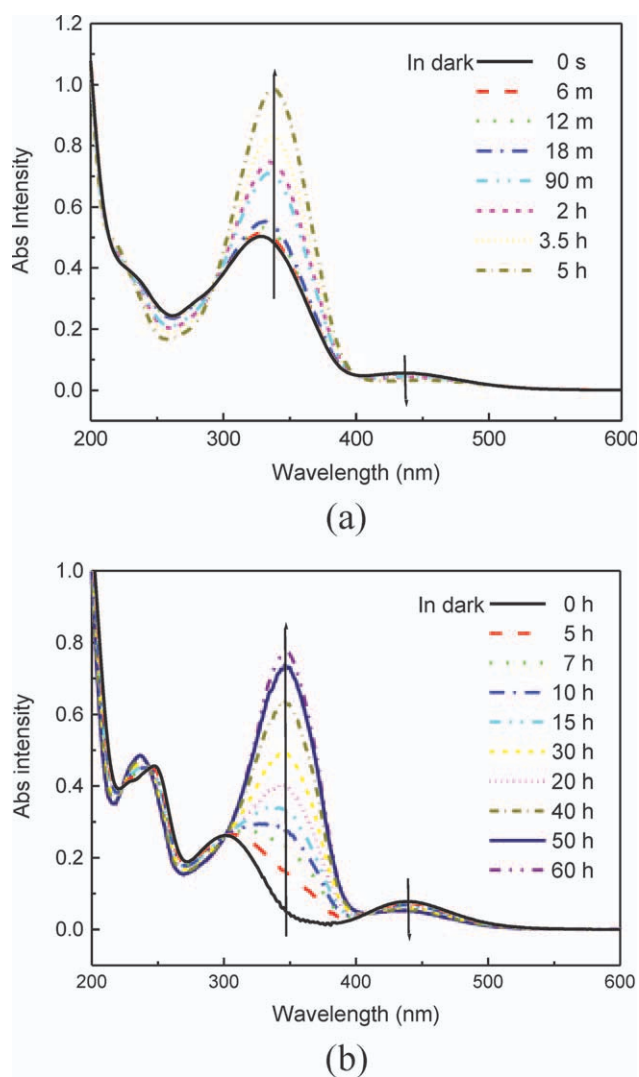 1.2
1.0
0.8
0.6
0.4
0.2
0.0
Abs Intensity
In dark 0 s
6 m
12 m
18 m
90 m
2 h
3.5 h
5 h
200 300 400 500 600
Wavelength (nm)
(a)
1.0
0.8
0.6
0.4
0.2
0.0
Abs intensity
In dark 0 h
5 h
7 h
10 h
15 h
30 h
20 h
40 h
50 h
60 h
200 300 400 500 600
Wavelength (nm)
(b)